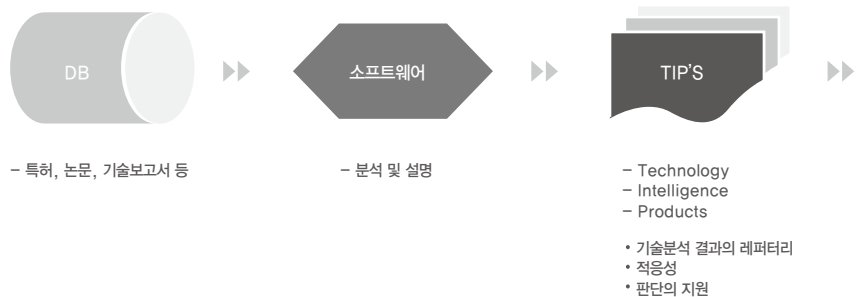 DB
소프트웨어
TIP'S
– 특허, 논문, 기술보고서 등
– 분석 및 설명
– Technology
– Intelligence
– Products
• 기술분석 결과의 레퍼터리
• 적응성
• 판단의 지원